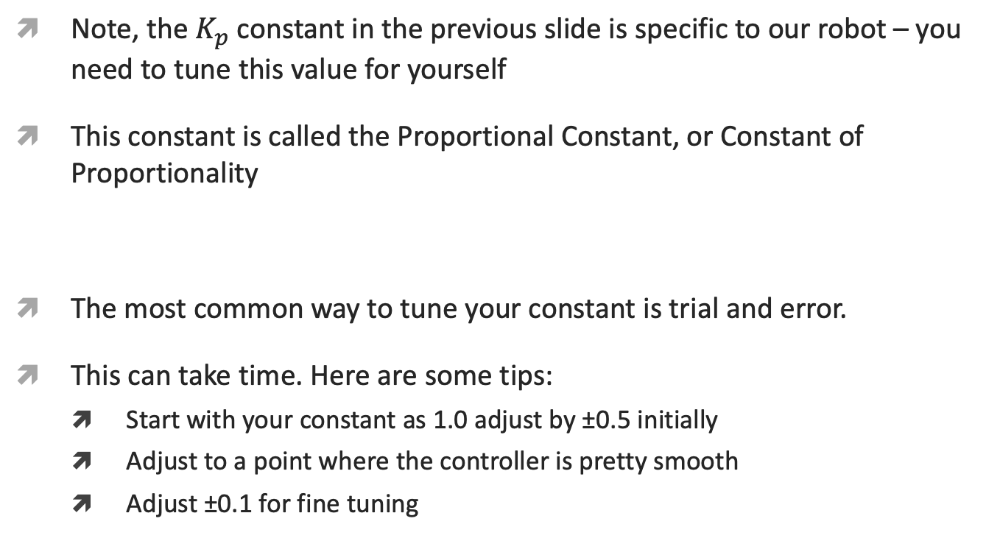 Note, the Kp constant in the previous slide is specific to our robot – you
need to tune this value for yourself
This constant is called the Proportional Constant, or Constant of
Proportionality
The most common way to tune your constant is trial and error.
This can take time. Here are some tips:
Start with your constant as 1.0 adjust by ±0.5 initially
Adjust to a point where the controller is pretty smooth
Adjust ±0.1 for fine tuning